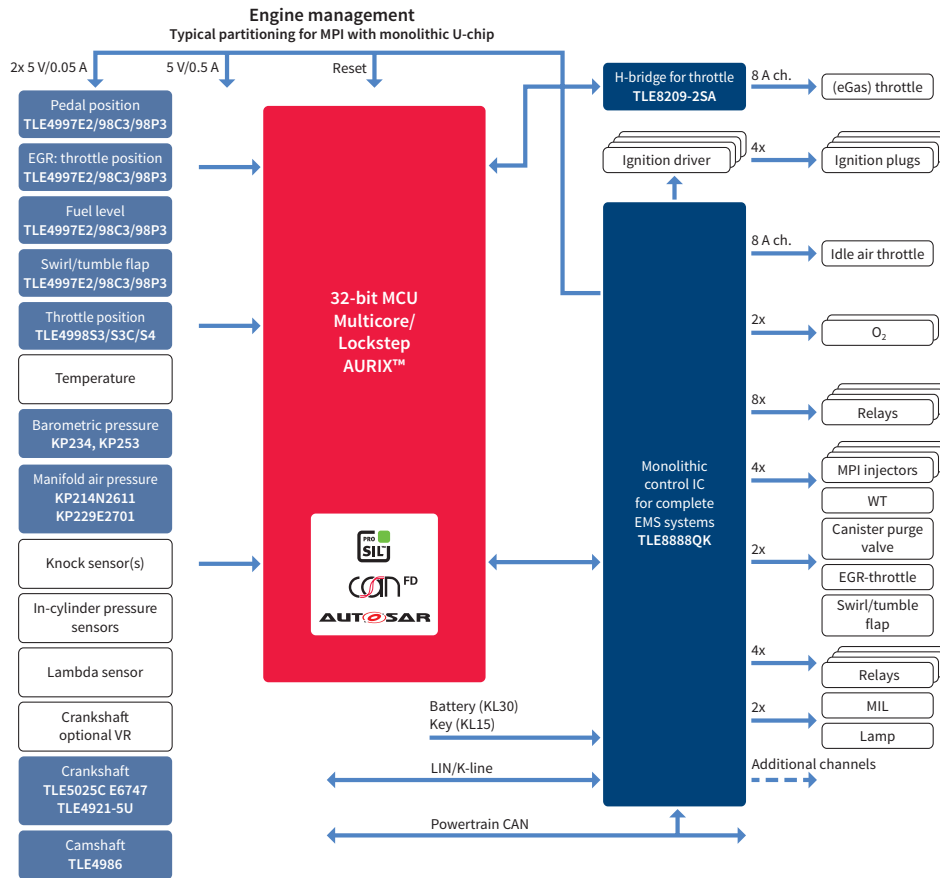 Engine management
Typical partitioning for MPI with monolithic U-chip
2x 5 V/0.05 A
5 V/0.5 A
Reset
Pedal position
TLE4997E2/98C3/98P3
EGR: throttle position
TLE4997E2/98C3/98P3
Fuel level
TLE4997E2/98C3/98P3
Swirl/tumble flap
TLE4997E2/98C3/98P3
Throttle position
TLE4998S3/S3C/S4
Temperature
Barometric pressure
KP234, KP253
Manifold air pressure
KP214N2611
KP229E2701
Knock sensor(s)
In-cylinder pressure
sensors
Lambda sensor
Crankshaft
optional VR
Crankshaft
TLE5025C E6747
TLE4921-5U
Camshaft
TLE4986
32-bit MCU
Multicore/
Lockstep
AURIX™
PRO
SIL
CAN FD
AUTOSAR
Battery (KL30)
Key (KL15)
LIN/K-line
Powertrain CAN
H-bridge for throttle
TLE8209-2SA
Ignition driver
Monolithic
control IC
for complete
EMS systems
TLE8888QK
8 A ch.
(eGas) throttle
4x
Ignition plugs
8 A ch.
Idle air throttle
2x
O₂
8x
Relays
4x
MPI injectors
WT
2x
Canister purge
valve
EGR-throttle
Swirl/tumble
flap
4x
Relays
2x
MIL
Lamp
Additional channels